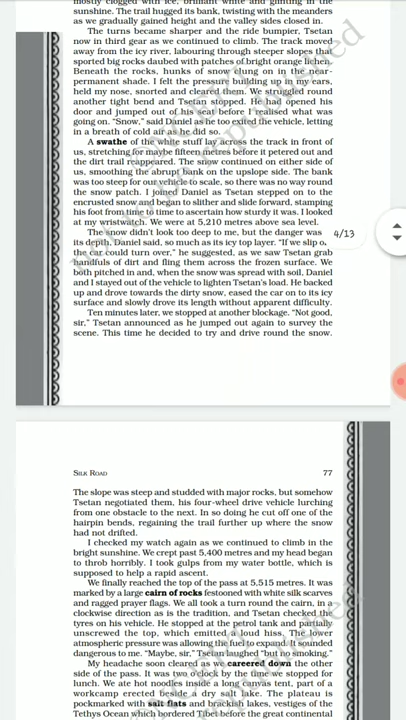 mostly clogged with ice, brilliant white and glinting in the
sunshine. The trail hugged its bank, twisting with the meanders
as we gradually gained height and the valley sides closed in.
The turns became sharper and the ride bumpier, Tsetan
now in third gear as we continued to climb. The track moved
away from the icy river, labouring through steeper slopes that
sported big rocks daubed with patches of bright orange lichen.
Beneath the rocks, hunks of snow clung on in the near-
permanent shade. I felt the pressure building up in my ears,
held my nose, snorted and cleared them. We struggled round
another tight bend and Tsetan stopped. He had opened his
door and jumped out of his seat before I realised what was
going on. “Snow,” said Daniel as he too exited the vehicle, letting
in a breath of cold air as he did so.
A swathe of the white stuff lay across the track in front of
us, stretching for maybe fifteen metres before it petered out and
the dirt trail reappeared. The snow continued on either side of
us, smoothing the abrupt bank on the upslope side. The bank
was too steep for our vehicle to scale, so there was no way round
the snow patch. I joined Daniel as Tsetan stepped on to the
encrusted snow and began to slither and slide forward, stamping
his foot from time to time to ascertain how sturdy it was. I looked
at my wristwatch. We were at 5,210 metres above sea level.
The snow didn't look too deep to me, but the danger wasn't
its depth, Daniel said, so much as its icy top layer. “If we slip off,
the car could turn over,” he suggested, as we saw Tsetan grab
handfuls of dirt and fling them across the frozen surface. We
both pitched in and, when the snow was spread with soil, Daniel
and I stayed out of the vehicle to lighten Tsetan's load. He backed
up and drove towards the dirty snow, eased the car on to its icy
surface and slowly drove its length without apparent difficulty.
Ten minutes later, we stopped at another blockage. “Not good,
sir,” Tsetan announced as he jumped out again to survey the
scene. This time he decided to try and drive round the snow.
4/13
SILK ROAD 77
The slope was steep and studded with major rocks, but somehow
Tsetan negotiated them, his four-wheel drive vehicle lurching
from one obstacle to the next. In so doing he cut off one of the
hairpin bends, regaining the trail further up where the snow
had not drifted.
I checked my watch again as we continued to climb in the
bright sunshine. We crept past 5,400 metres and my head began
to throb horribly. I took gulps from my water bottle, which is
supposed to help a rapid ascent.
We finally reached the top of the pass at 5,515 metres. It was
marked by a large cairn of rocks festooned with white silk scarves
and ragged prayer flags. We all took a turn round the cairn, in a
clockwise direction as is the tradition, and Tsetan checked the
tyres on his vehicle. He stopped at the petrol tank and partially
unscrewed the top, which emitted a loud hiss. The lower
atmospheric pressure was allowing the fuel to expand. It sounded
dangerous to me. “Maybe, sir,” Tsetan laughed “but no smoking.”
My headache soon cleared as we careered down the other
side of the pass. It was two o'clock by the time we stopped for
lunch. We ate hot noodles inside a long canvas tent, part of a
workcamp erected beside a dry salt lake. The plateau is
pockmarked with salt flats and brackish lakes, vestiges of the
Tethys Ocean which bordered Tibet before the great continental